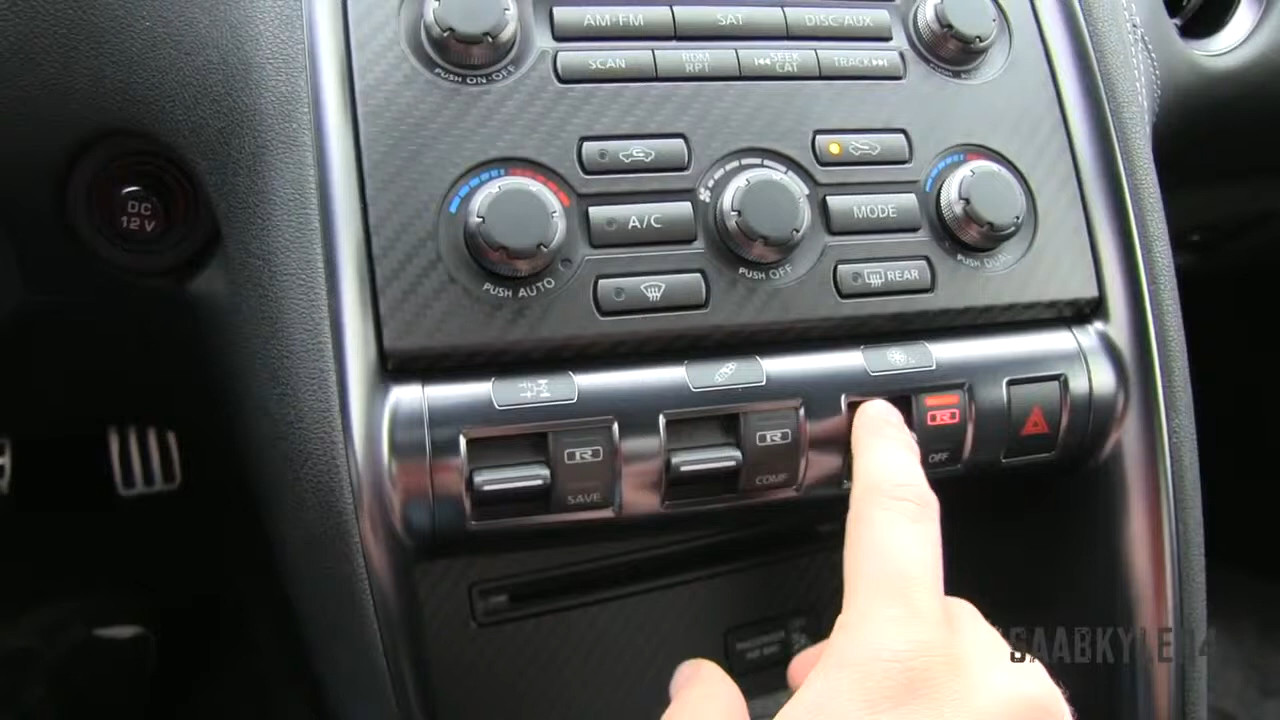 AM·FM SAT DISC·AUX
PUSH ON·OFF
SCAN RDM RPT SEEK CAT TRACK
DC
12V
A/C
MODE
PUSH AUTO
PUSH OFF
PUSH DUAL
REAR
R
SAVE
R
COMP
R
OFF
SAABKYLE04